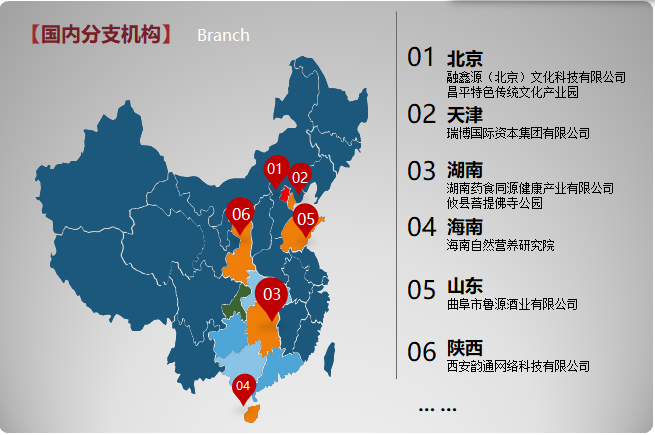 【国内分支机构】 Branch
01 北京
融鑫源（北京）文化科技有限公司
昌平特色传统文化产业园
02 天津
瑞博国际资本集团有限公司
03 湖南
湖南药食同源健康产业有限公司
攸县菩提佛寺公园
04 海南
海南自然营养研究院
05 山东
曲阜市鲁源酒业有限公司
06 陕西
西安韵通网络科技有限公司
... ...
01
02
06
05
03
04